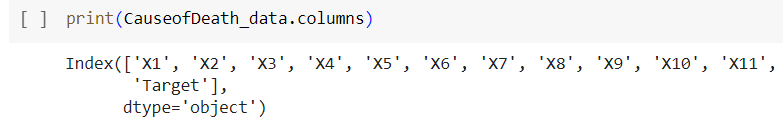 [ ] print(CauseofDeath_data.columns)
Index(['X1', 'X2', 'X3', 'X4', 'X5', 'X6', 'X7', 'X8', 'X9', 'X10', 'X11',
'Target'],
dtype='object')